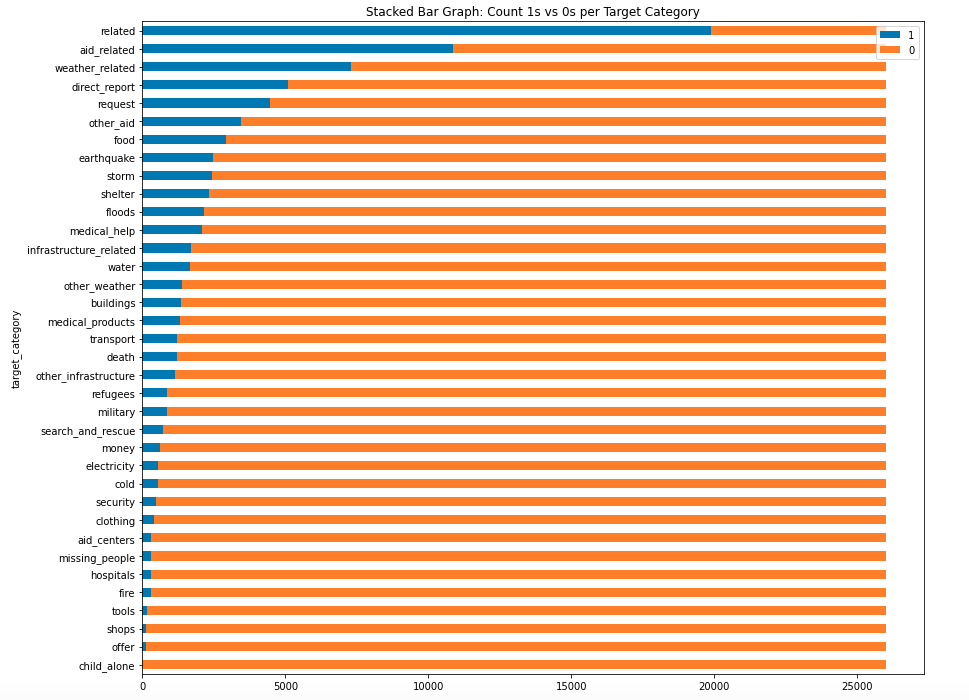 Stacked Bar Graph: Count 1s vs 0s per Target Category
1
0
target_category
related
aid_related
weather_related
direct_report
request
other_aid
food
earthquake
storm
shelter
floods
medical_help
infrastructure_related
water
other_weather
buildings
medical_products
transport
death
other_infrastructure
refugees
military
search_and_rescue
money
electricity
cold
security
clothing
aid_centers
missing_people
hospitals
fire
tools
shops
offer
child_alone
0 5000 10000 15000 20000 25000